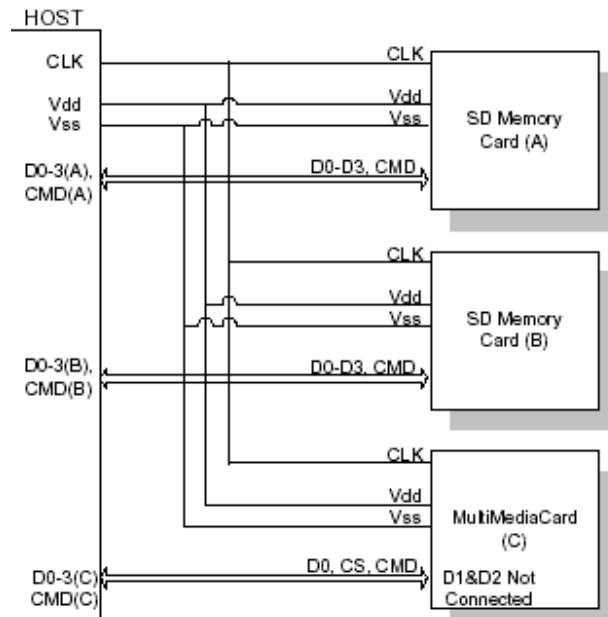 HOST
CLK
CLK
Vdd
Vdd
Vss
Vss
SD Memory
Card (A)
D0-3(A),
CMD(A)
D0-D3, CMD
CLK
Vdd
Vss
SD Memory
Card (B)
D0-3(B),
CMD(B)
D0-D3, CMD
CLK
Vdd
Vss
MultiMediaCard
(C)
D0-3(C)
CMD(C)
D0, CS, CMD
D1&D2 Not
Connected